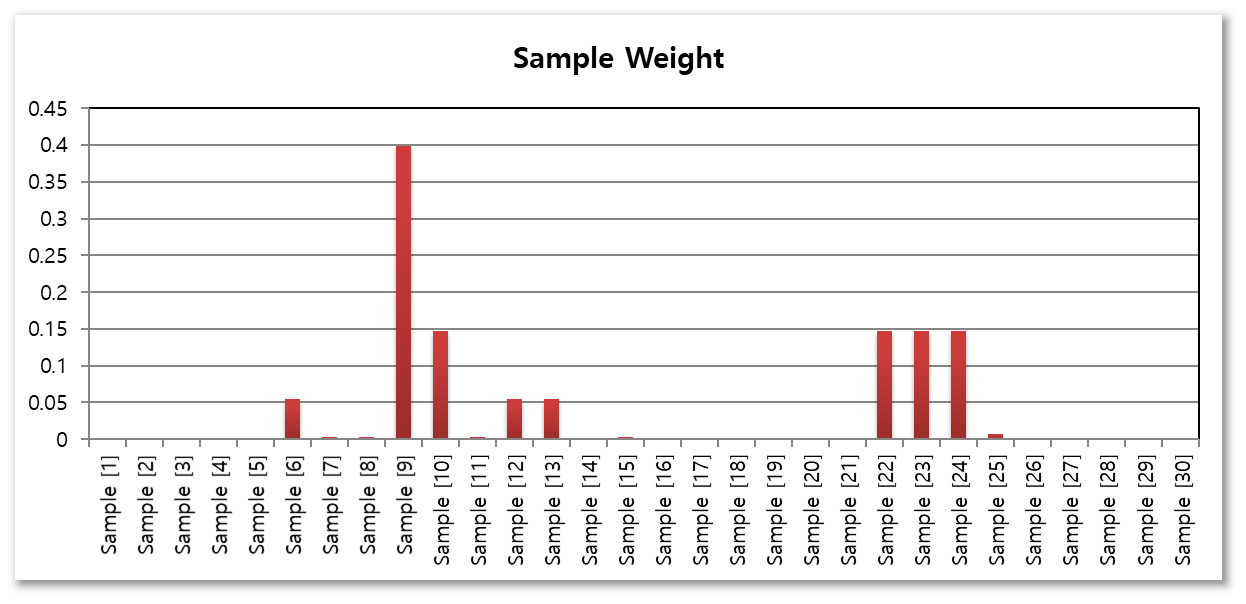 Sample Weight
0.45
0.4
0.35
0.3
0.25
0.2
0.15
0.1
0.05
0
Sample [1]
Sample [2]
Sample [3]
Sample [4]
Sample [5]
Sample [6]
Sample [7]
Sample [8]
Sample [9]
Sample [10]
Sample [11]
Sample [12]
Sample [13]
Sample [14]
Sample [15]
Sample [16]
Sample [17]
Sample [18]
Sample [19]
Sample [20]
Sample [21]
Sample [22]
Sample [23]
Sample [24]
Sample [25]
Sample [26]
Sample [27]
Sample [28]
Sample [29]
Sample [30]